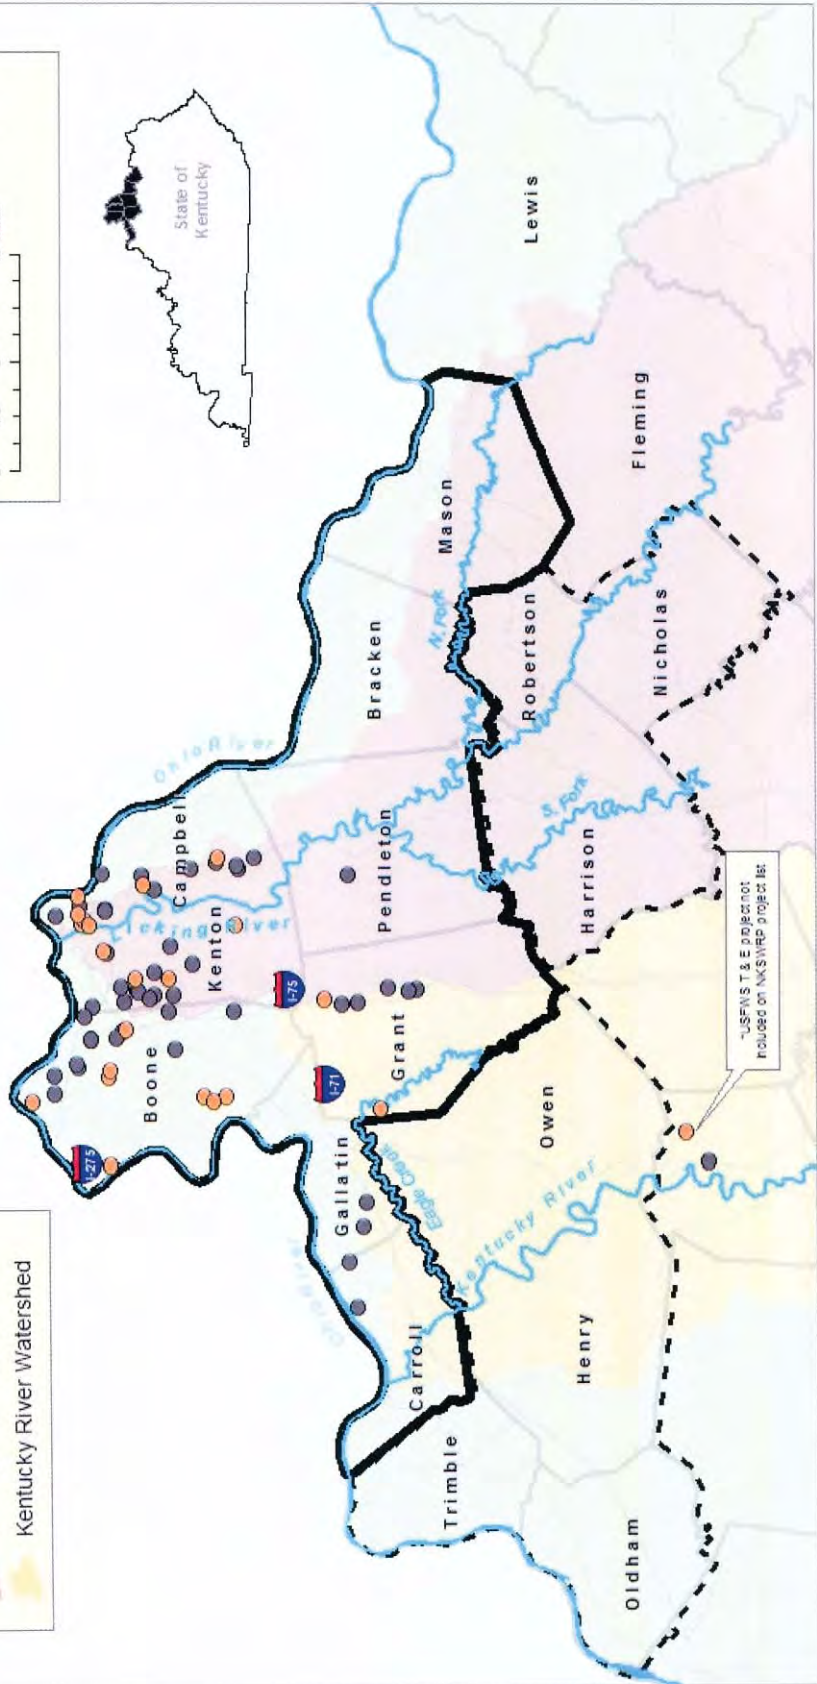 Kentucky River Watershed
State of
Kentucky
Ohio River
Ohio River
I-275
Boone
Kenton
Campbell
Licking River
I-75
I-71
Gallatin
Grant
Pendleton
Bracken
Mason
Lewis
Carroll
Eagle Creek
Kentucky River
Trimble
Henry
Owen
Harrison
S. Fork
N. Fork
Robertson
Nicholas
Fleming
Oldham
*USFWS T & E project not
included on NKSWRP project list